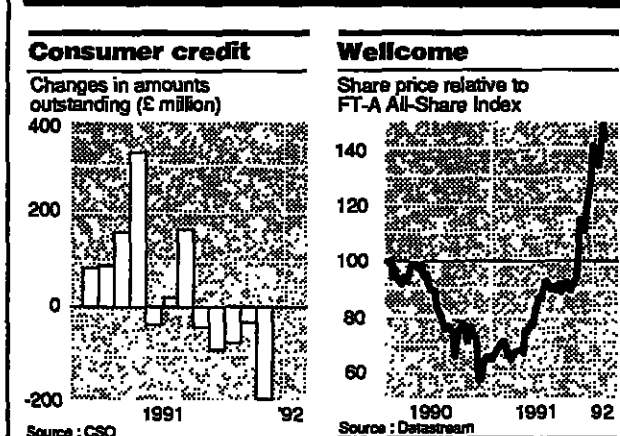 Consumer credit
Changes in amounts
outstanding (£ million)
400
200
0
-200
1991 '92
Source : CSO
Wellcome
Share price relative to
FT-A All-Share Index
140
120
100
80
60
1990 1991 92
Source : Datastream